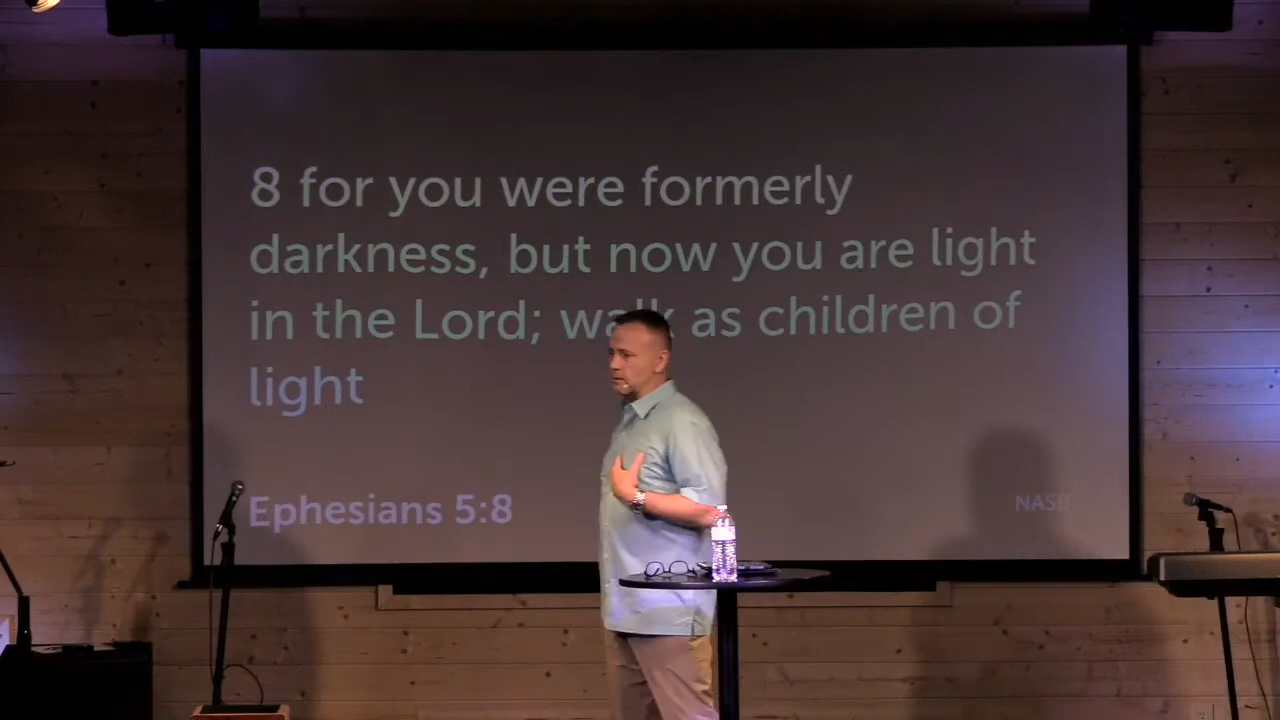 8 for you were formerly
darkness, but now you are light
in the Lord; walk as children of
light
Ephesians 5:8
NASB